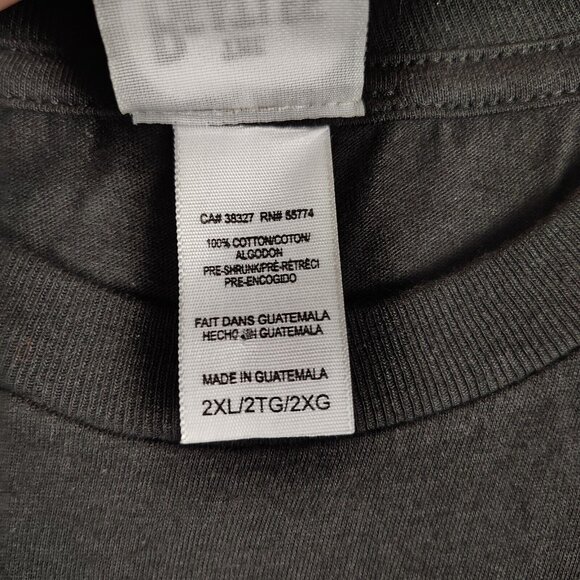 CA# 38327 RN# 55774
100% COTTON/COTON/
ALGODON
PRE-SHRUNK/PRÉ-RÉTRÉCI
PRE-ENCOGIDO
FAIT DANS GUATEMALA
HECHO EN GUATEMALA
MADE IN GUATEMALA
2XL/2TG/2XG